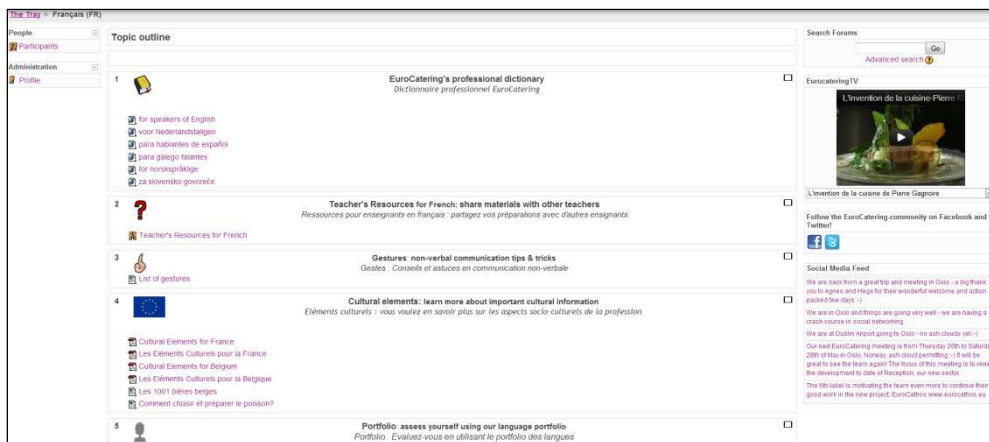 The Tray ► Français (FR)
People
Participants
Administration
Profile
Topic outline
1
EuroCatering's professional dictionary
Dictionnaire professionnel EuroCatering
for speakers of English
voor Nederlandstaligen
para hablantes de español
para galego falantes
for norskspråklige
za slovensko govoreče
2
Teacher's Resources for French: share materials with other teachers
Ressources pour enseignants en français : partagez vos préparations avec d'autres ensignants
Teacher's Resources for French
3
Gestures: non-verbal communication tips & tricks
Gestes : Conseils et astuces en communication non-verbale
List of gestures
4
Cultural elements: learn more about important cultural information
Eléments culturels : vous voulez en savoir plus sur les aspects socio-culturels de la profession
Cultural Elements for France
Les Eléments Culturels pour la France
Cultural Elements for Belgium
Les Eléments Culturels pour la Belgique
Les 1001 bières belges
Comment choisir et préparer le poisson?
5
Portfolio: assess yourself using our language portfolio
Portfolio : Evaluez-vous en utilisant le portfolio des langues
Search Forums
Go
Advanced search ?
EurocateringTV
L'invention de la cuisine-Pierre G
L'invention de la cuisine de Pierre Gagnaire
Follow the EuroCatering-community on Facebook and
Twitter!
Social Media Feed
We are back from a great trip and meeting in Oslo - a big thank
you to Agnes and Hege for their wonderful welcome and action
packed few days :-)
We are in Oslo and things are going very well - we are having a
crash course in social networking
We are at Dublin Airport going to Oslo - no ash clouds yet :-)
Our next EuroCatering meeting is from Thursday 26th to Saturda
28th of May in Oslo, Norway, ash cloud permitting :-) It will be
great to see the team again! The focus of this meeting is to revie
the development to date of Reception, our new sector.
The 5th label is motivating the team even more to continue their
good work in the new project: EuroCathos www.eurocathos.eu